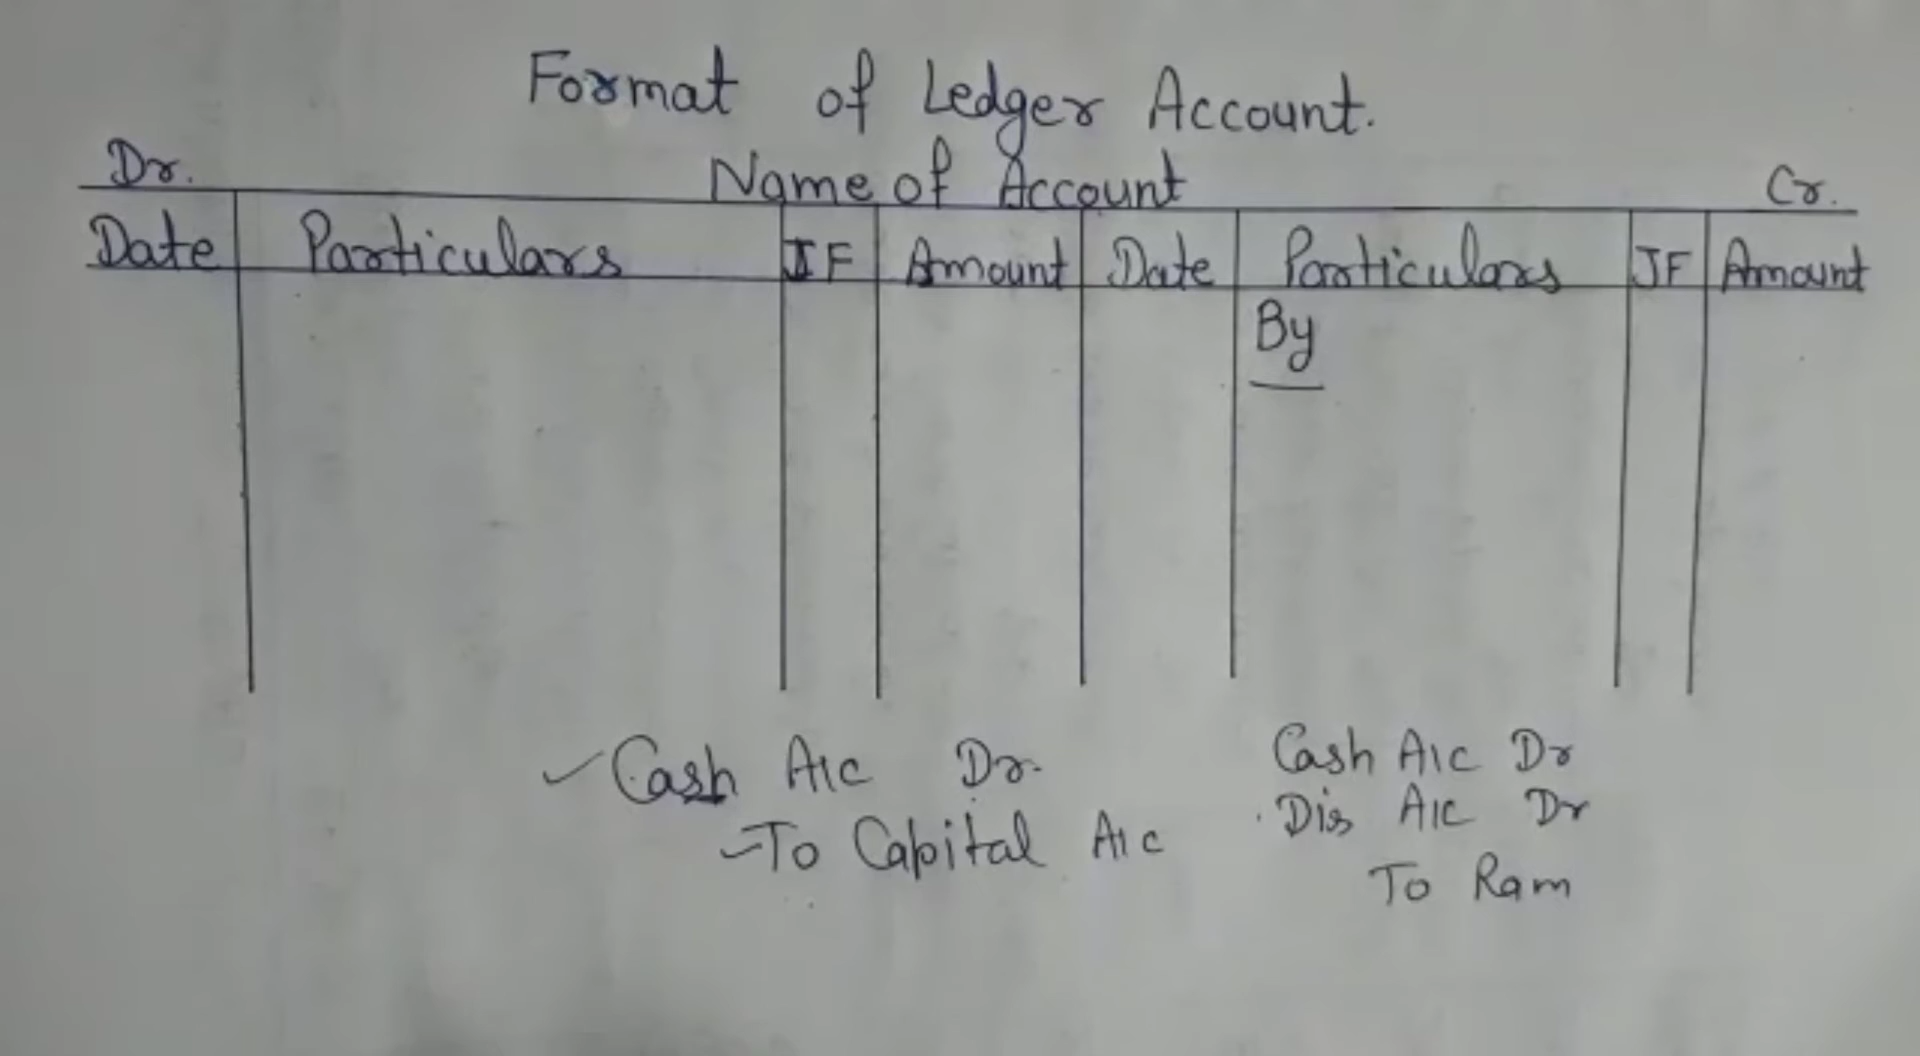 Format of Ledger Account.
Dr. Name of Account Cr.
Date Particulars JF Amount Date Particulars JF Amount
By
Cash A/c Dr.
To Capital A/c
Cash A/c Dr
Dis A/c Dr
To Ram